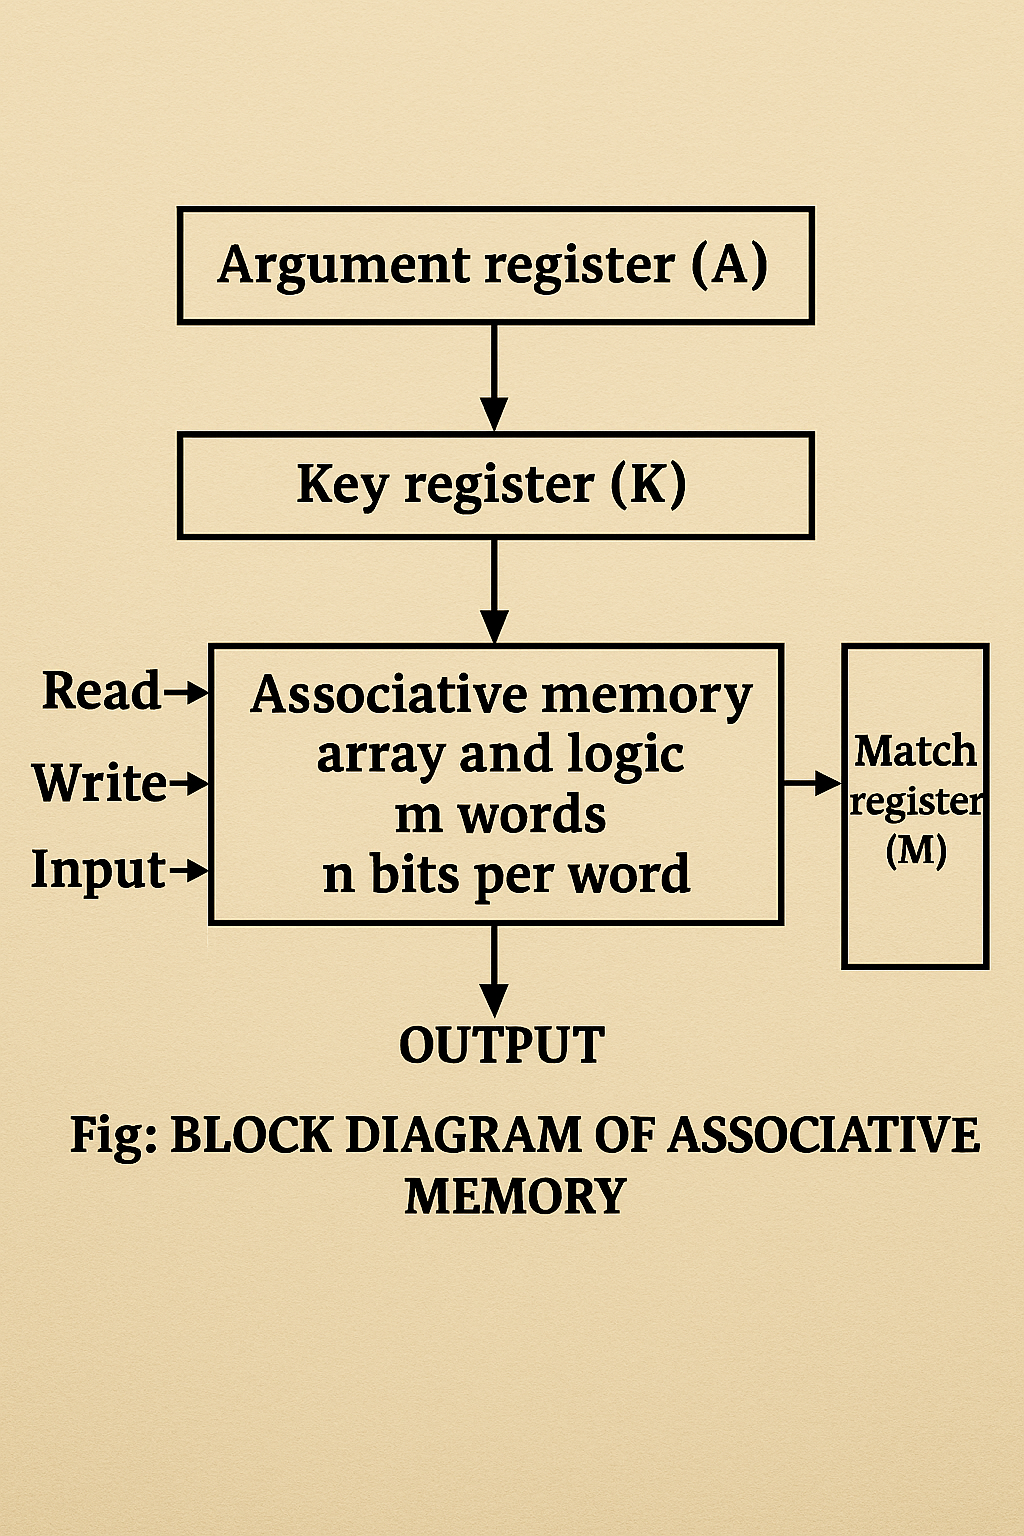 Argument register (A)
Key register (K)
Read
Write
Input
Associative memory
array and logic
m words
n bits per word
Match
register
(M)
OUTPUT
Fig: BLOCK DIAGRAM OF ASSOCIATIVE
MEMORY